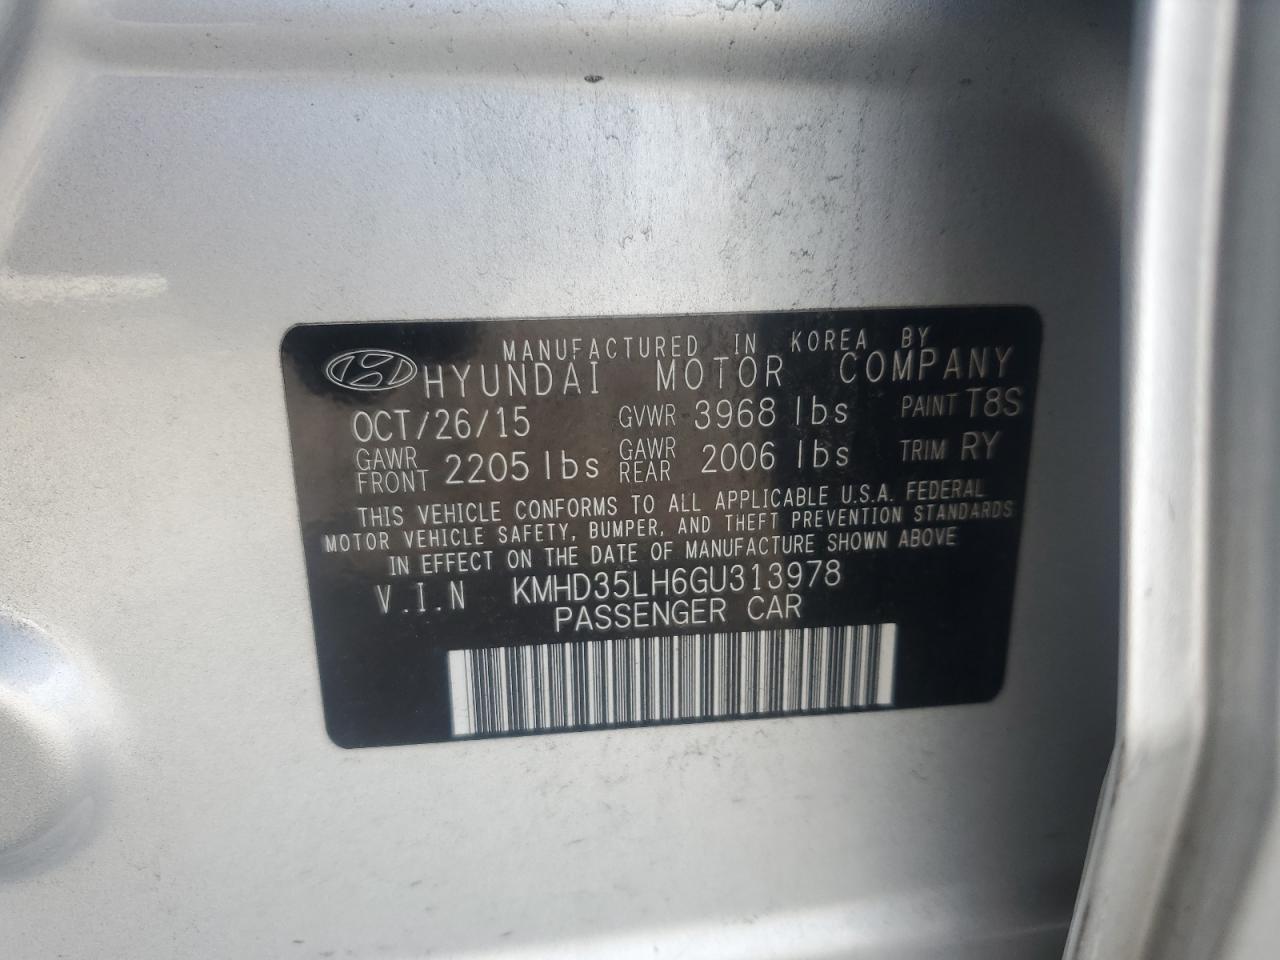 MANUFACTURED IN KOREA BY
HYUNDAI MOTOR COMPANY
OCT/26/15 GVWR 3968 lbs PAINT T8S
GAWR FRONT 2205 lbs GAWR REAR 2006 lbs TRIM RY
THIS VEHICLE CONFORMS TO ALL APPLICABLE U.S.A. FEDERAL
MOTOR VEHICLE SAFETY, BUMPER, AND THEFT PREVENTION STANDARDS
IN EFFECT ON THE DATE OF MANUFACTURE SHOWN ABOVE
V.I.N KMHD35LH6GU313978
PASSENGER CAR